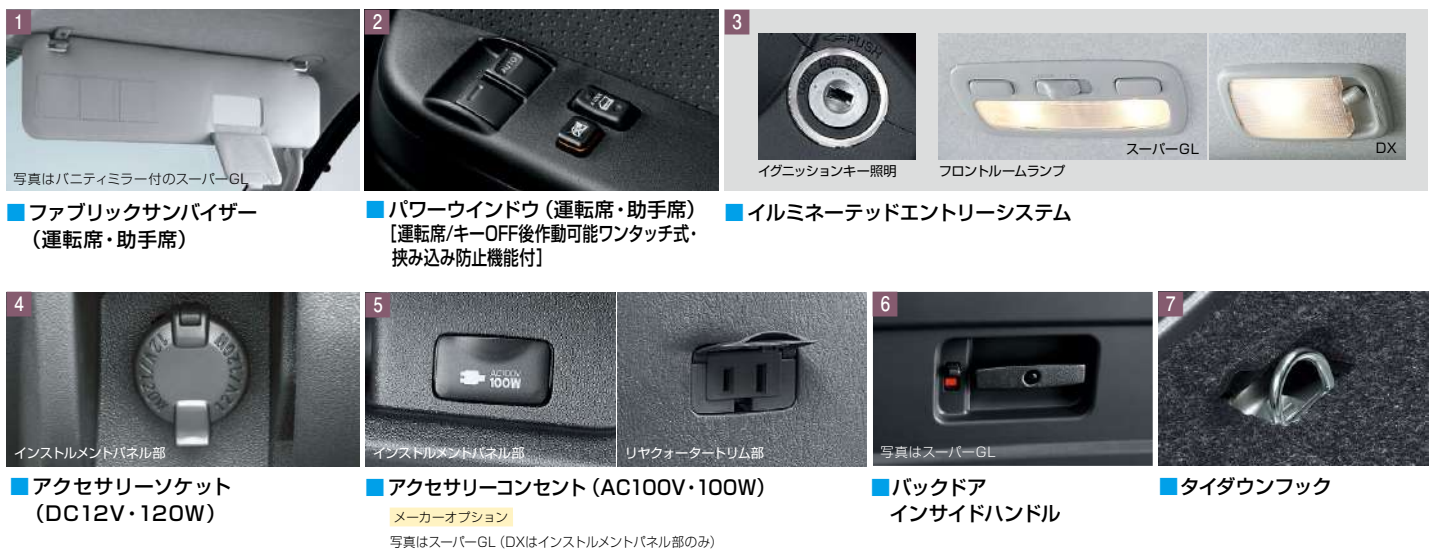 1
写真はバニティミラー付のスーパーGL
■ファブリックサンバイザー
（運転席・助手席）
2
AUTO
■パワーウインドウ（運転席・助手席）
［運転席/キーOFF後作動可能ワンタッチ式・
挟み込み防止機能付］
3
PUSH
イグニッションキー照明
スーパーGL
DX
フロントルームランプ
■イルミネーテッドエントリーシステム
4
12V/120W
12V/120W
インストルメントパネル部
■アクセサリーソケット
（DC12V・120W）
5
AC100V
100W
インストルメントパネル部
リヤクォータートリム部
■アクセサリーコンセント（AC100V・100W）
メーカーオプション
写真はスーパーGL（DXはインストルメントパネル部のみ）
6
写真はスーパーGL
■バックドア
インサイドハンドル
7
■タイダウンフック